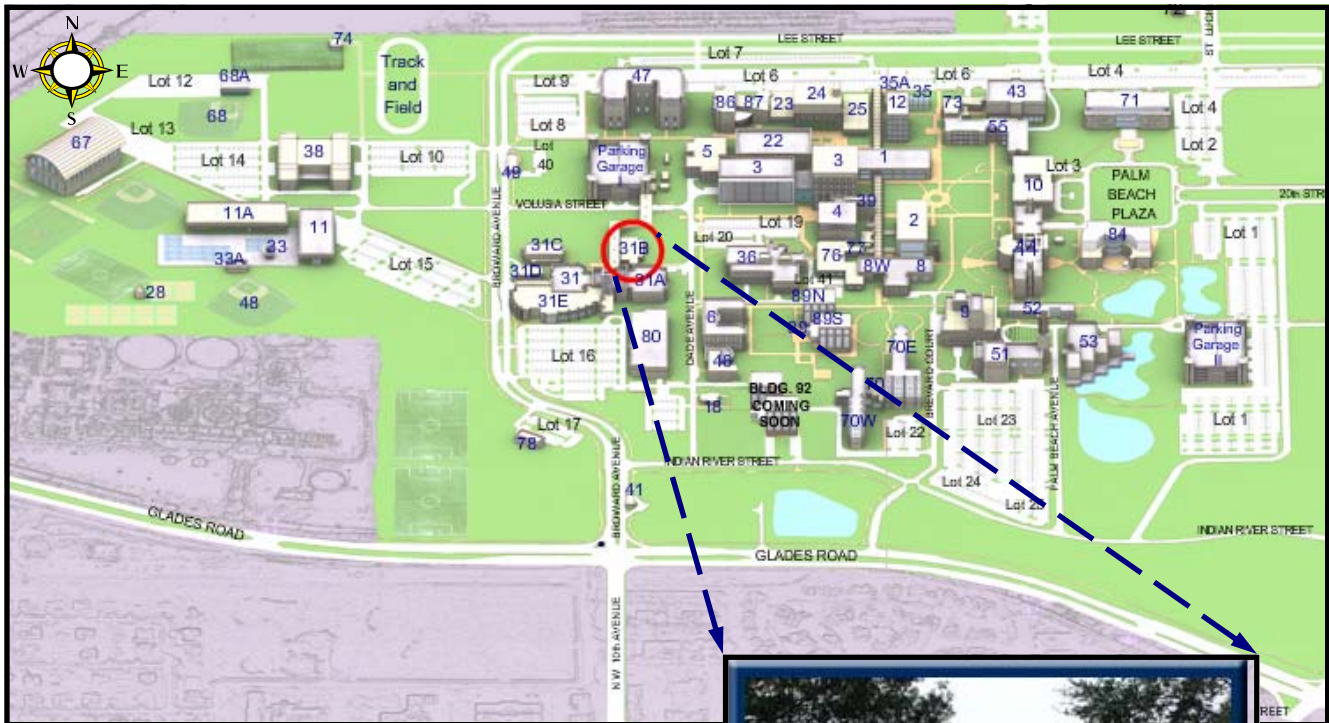 N
W E
S
74
LEE STREET
LEE STREET
ST. LUCIE
Lot 12
68A
Track
and
Field
Lot 9
47
Lot 7
Lot 6
35A
35
Lot 6
Lot 4
68
Lot 8
86
87
23
24
25
12
73
43
71
Lot 4
67
Lot 13
Lot 14
38
Lot 10
Lot
40
49
Parking
Garage
I
5
22
3
3
1
55
Lot 3
Lot 2
10
PALM
BEACH
PLAZA
20th STR
VOLUSIA STREET
11A
11
39
4
2
Lot 19
Lot 20
33
33A
Lot 15
BROWARD AVENUE
31C
31B
36
76
77
8W
8
44
84
Lot 1
31D
31
31A
31E
Lot 41
28
48
89N
89S
6
9
52
80
DADE AVENUE
46
Lot 16
70E
BREVARD COURT
51
53
Parking
Garage
II
BLDG. 92
COMING
SOON
18
70W
Lot 22
Lot 23
PALM BEACH AVENUE
Lot 1
78
Lot 17
INDIAN RIVER STREET
Lot 24
Lot 25
41
BROWARD AVENUE
GLADES ROAD
GLADES ROAD
INDIAN RIVER STREET
N.W. 10th AVENUE
REET